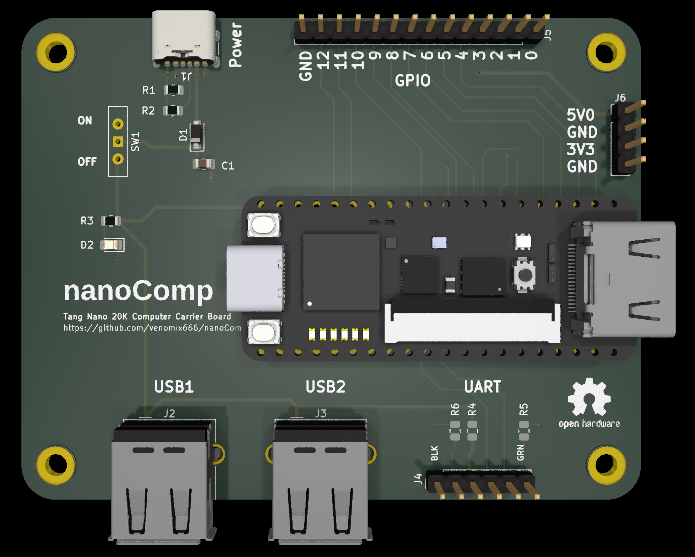 Power
J1
J5
GND 12 11 10 9 8 7 6 5 4 3 2 1 0
GPIO
R1
R2
D1
C1
ON
OFF
SW1
J6
5V0
GND
3V3
GND
R3
D2
nanoComp
Tang Nano 20K Computer Carrier Board
https://github.com/venomix666/nanoCom
USB1
USB2
UART
J2
J3
R6
R4
R5
BLK
GRN
J4
open hardware